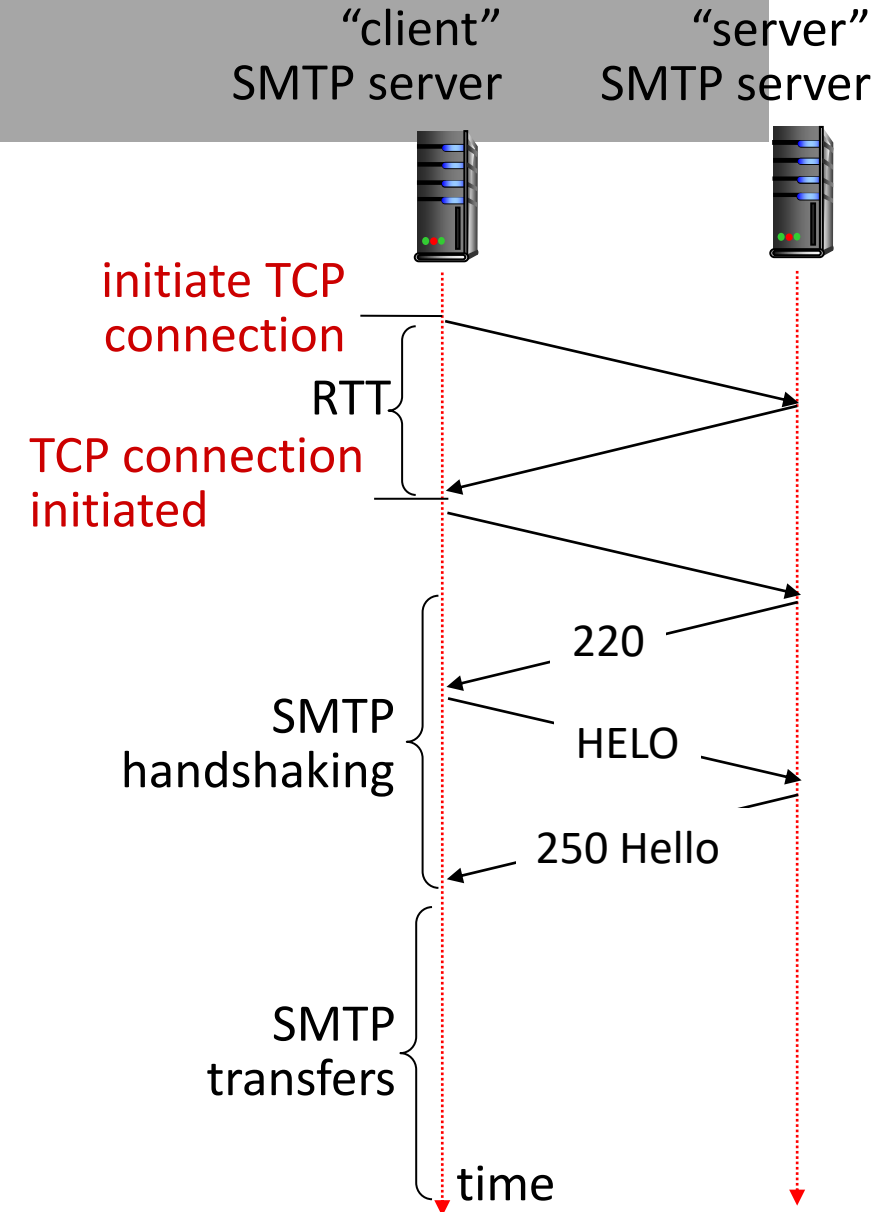 “client”
SMTP server
“server”
SMTP server
initiate TCP
connection
RTT
TCP connection
initiated
220
SMTP
handshaking
HELO
250 Hello
SMTP
transfers
time